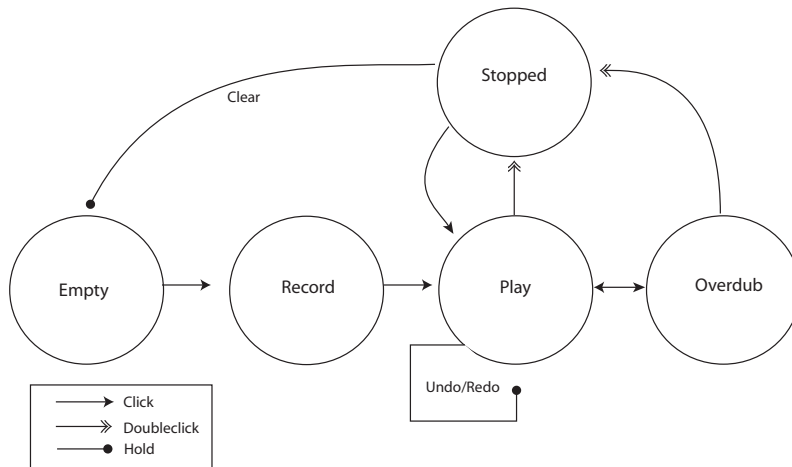 Stopped
Clear
Empty
Record
Play
Overdub
Undo/Redo
Click
Doubleclick
Hold